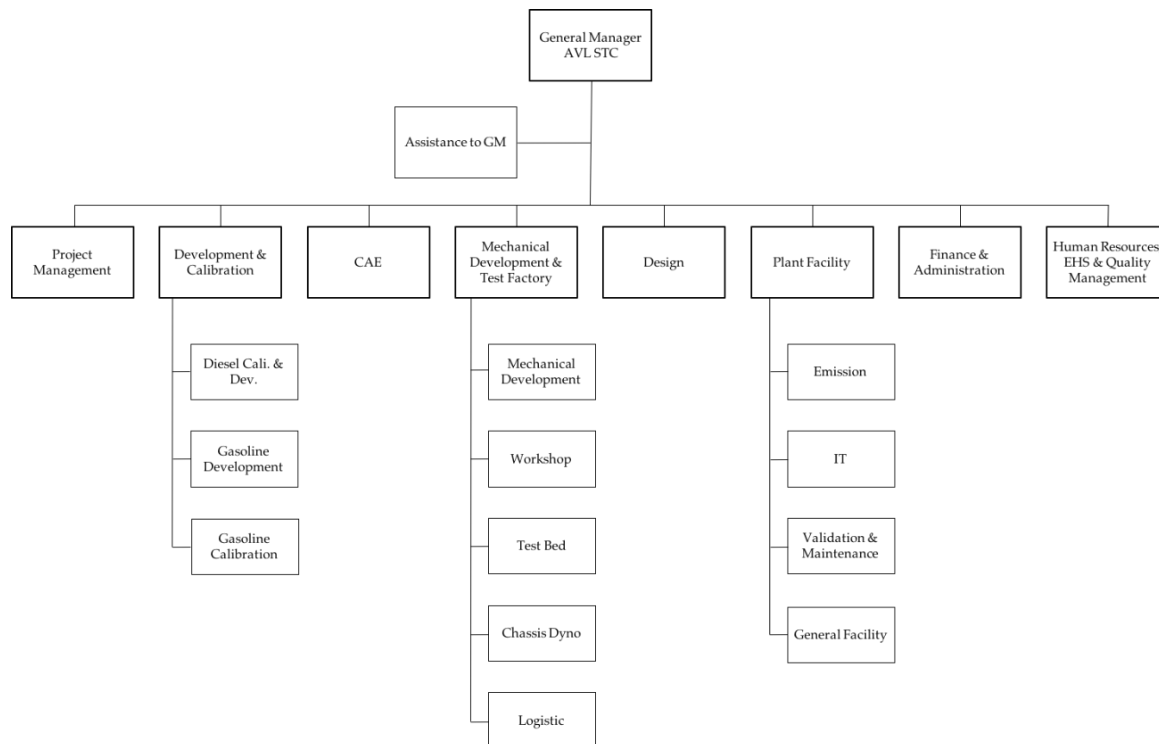 General Manager
AVL STC
Assistance to GM
Project
Management
Development &
Calibration
CAE
Mechanical
Development &
Test Factory
Design
Plant Facility
Finance &
Administration
Human Resources
EHS & Quality
Management
Diesel Cali. &
Dev.
Gasoline
Development
Gasoline
Calibration
Mechanical
Development
Workshop
Test Bed
Chassis Dyno
Logistic
Emission
IT
Validation &
Maintenance
General Facility